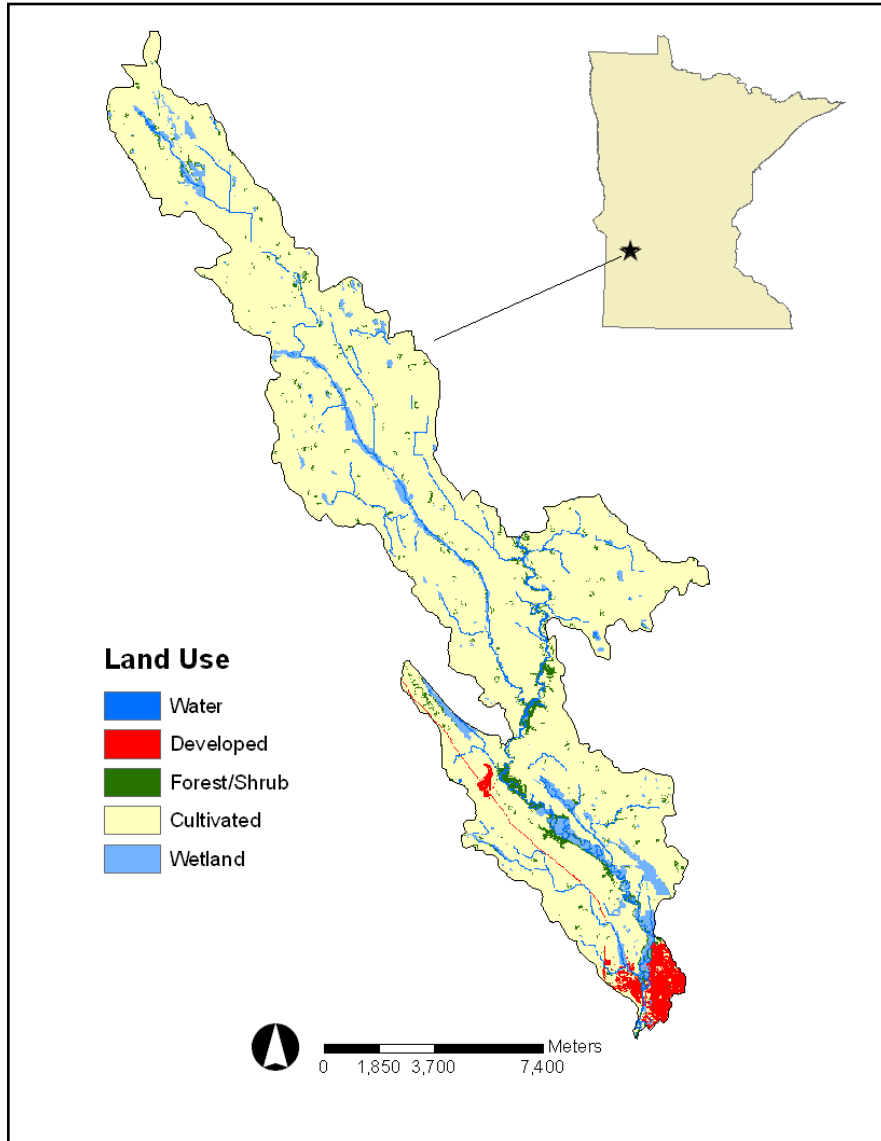 Land Use
Water
Developed
Forest/Shrub
Cultivated
Wetland
Meters
0 1,850 3,700 7,400